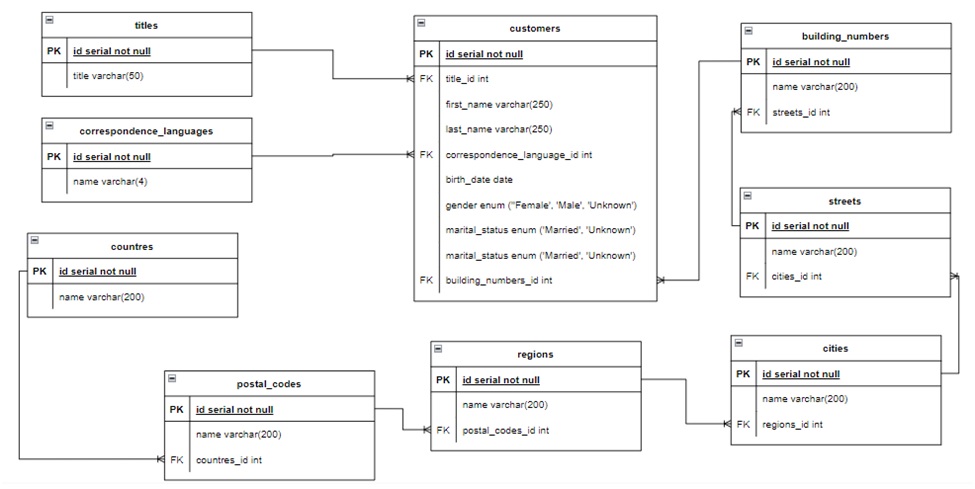 titles
PK id serial not null
title varchar(50)
correspondence_languages
PK id serial not null
name varchar(4)
countres
PK id serial not null
name varchar(200)
postal_codes
PK id serial not null
name varchar(200)
FK countres_id int
customers
PK id serial not null
FK title_id int
first_name varchar(250)
last_name varchar(250)
FK correspondence_language_id int
birth_date date
gender enum ("Female', 'Male', 'Unknown')
marital_status enum ('Married', 'Unknown')
marital_status enum ('Married', 'Unknown')
FK building_numbers_id int
regions
PK id serial not null
name varchar(200)
FK postal_codes_id int
building_numbers
PK id serial not null
name varchar(200)
FK streets_id int
streets
PK id serial not null
name varchar(200)
FK cities_id int
cities
PK id serial not null
name varchar(200)
FK regions_id int